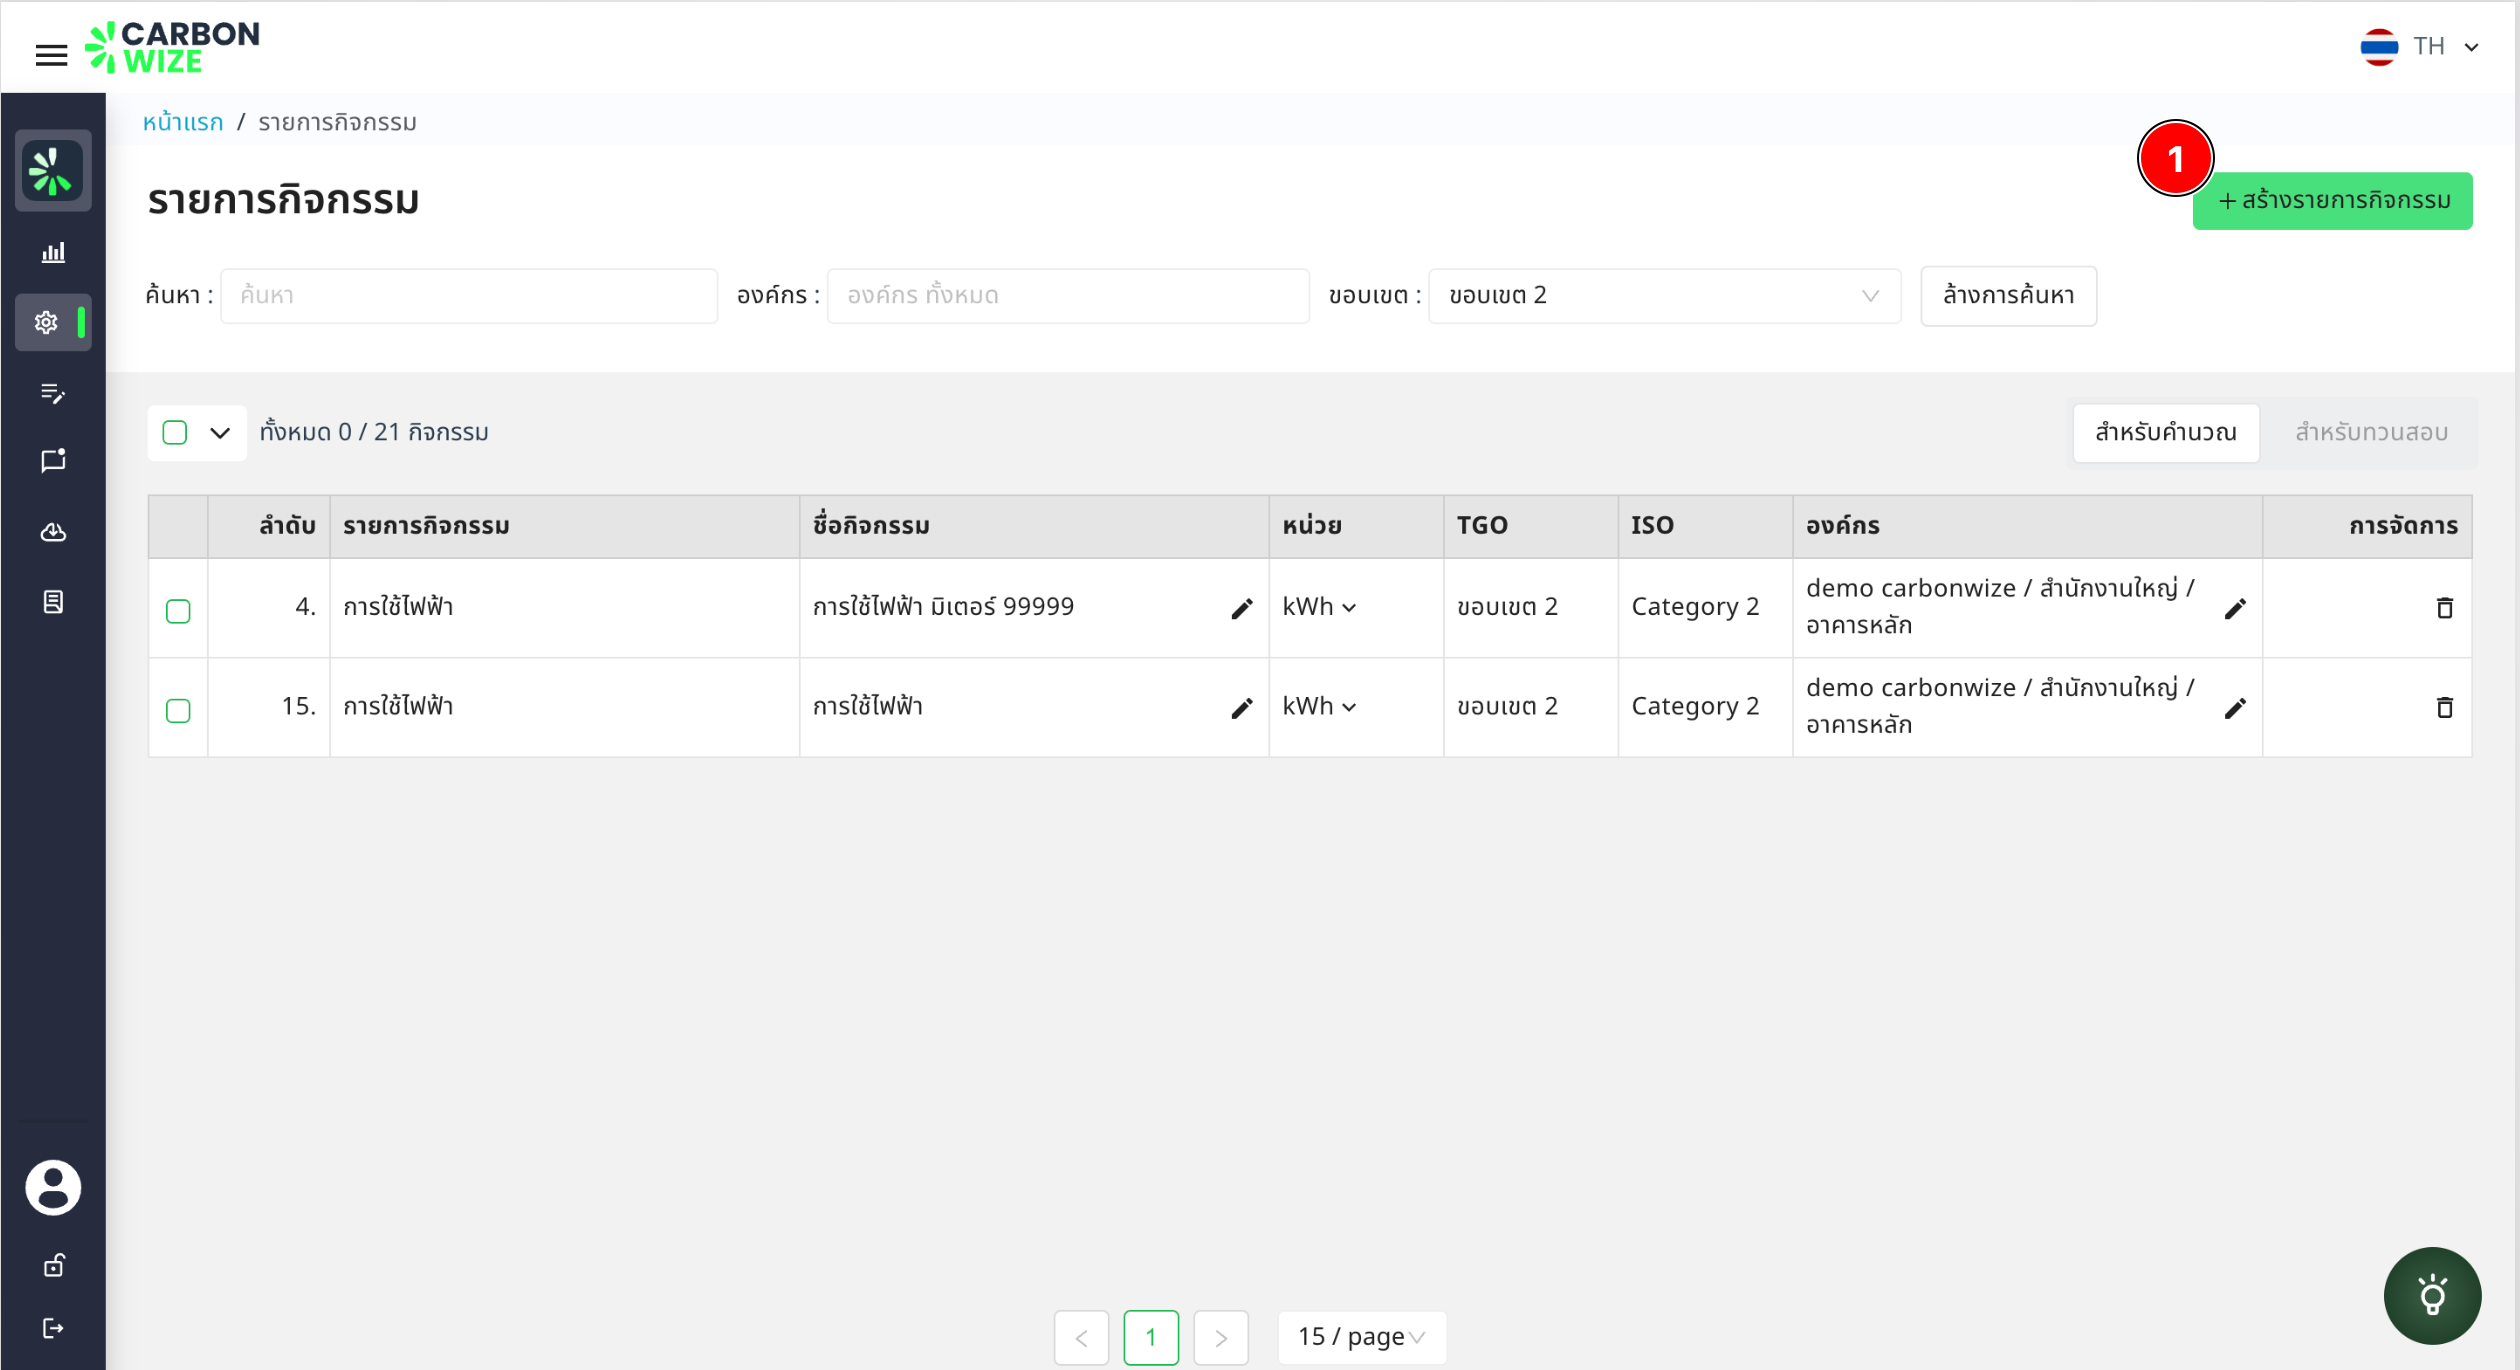 CARBON
WIZE
TH
หน้าแรก / รายการกิจกรรม
1
รายการกิจกรรม
+ สร้างรายการกิจกรรม
ค้นหา : ค้นหา องค์กร : องค์กร ทั้งหมด ขอบเขต : ขอบเขต 2 ล้างการค้นหา
ทั้งหมด 0 / 21 กิจกรรม สำหรับคำนวณ สำหรับทวนสอบ
ลำดับ รายการกิจกรรม ชื่อกิจกรรม หน่วย TGO ISO องค์กร การจัดการ
4. การใช้ไฟฟ้า การใช้ไฟฟ้า มิเตอร์ 99999 kWh ขอบเขต 2 Category 2 demo carbonwize / สำนักงานใหญ่ /
อาคารหลัก
15. การใช้ไฟฟ้า การใช้ไฟฟ้า kWh ขอบเขต 2 Category 2 demo carbonwize / สำนักงานใหญ่ /
อาคารหลัก
< 1 > 15 / page